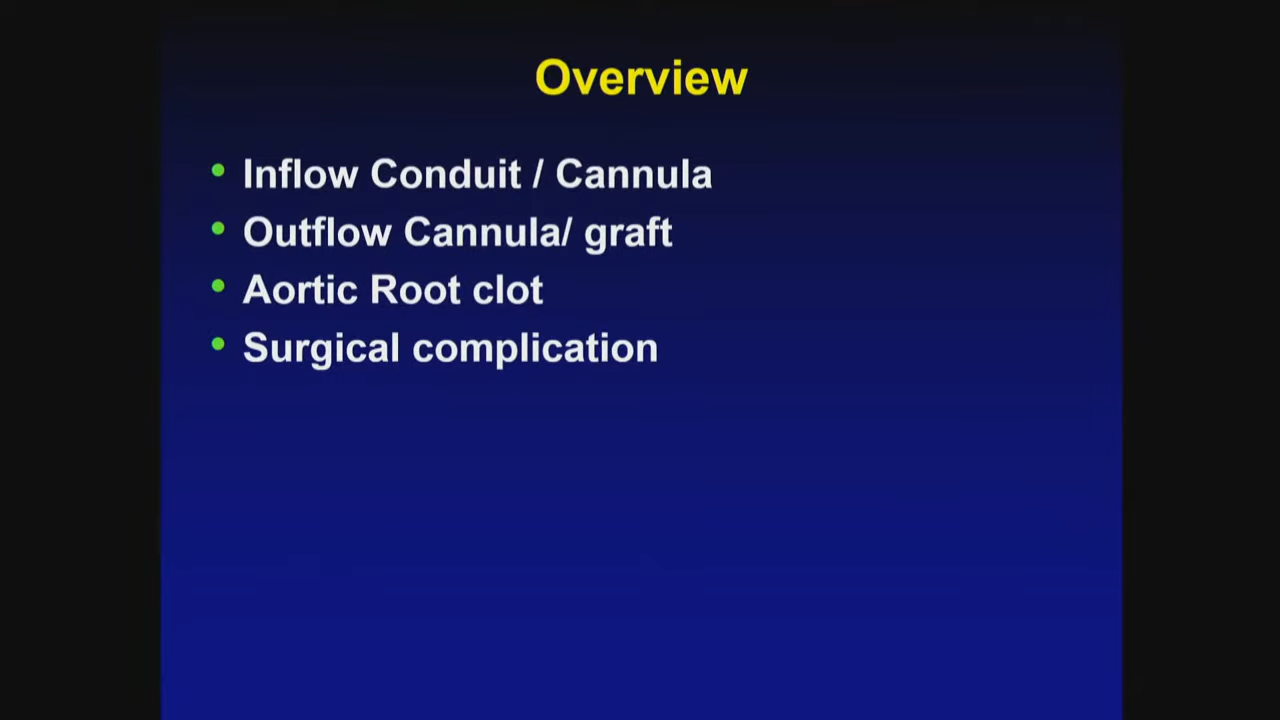 Overview
• Inflow Conduit / Cannula
• Outflow Cannula/ graft
• Aortic Root clot
• Surgical complication